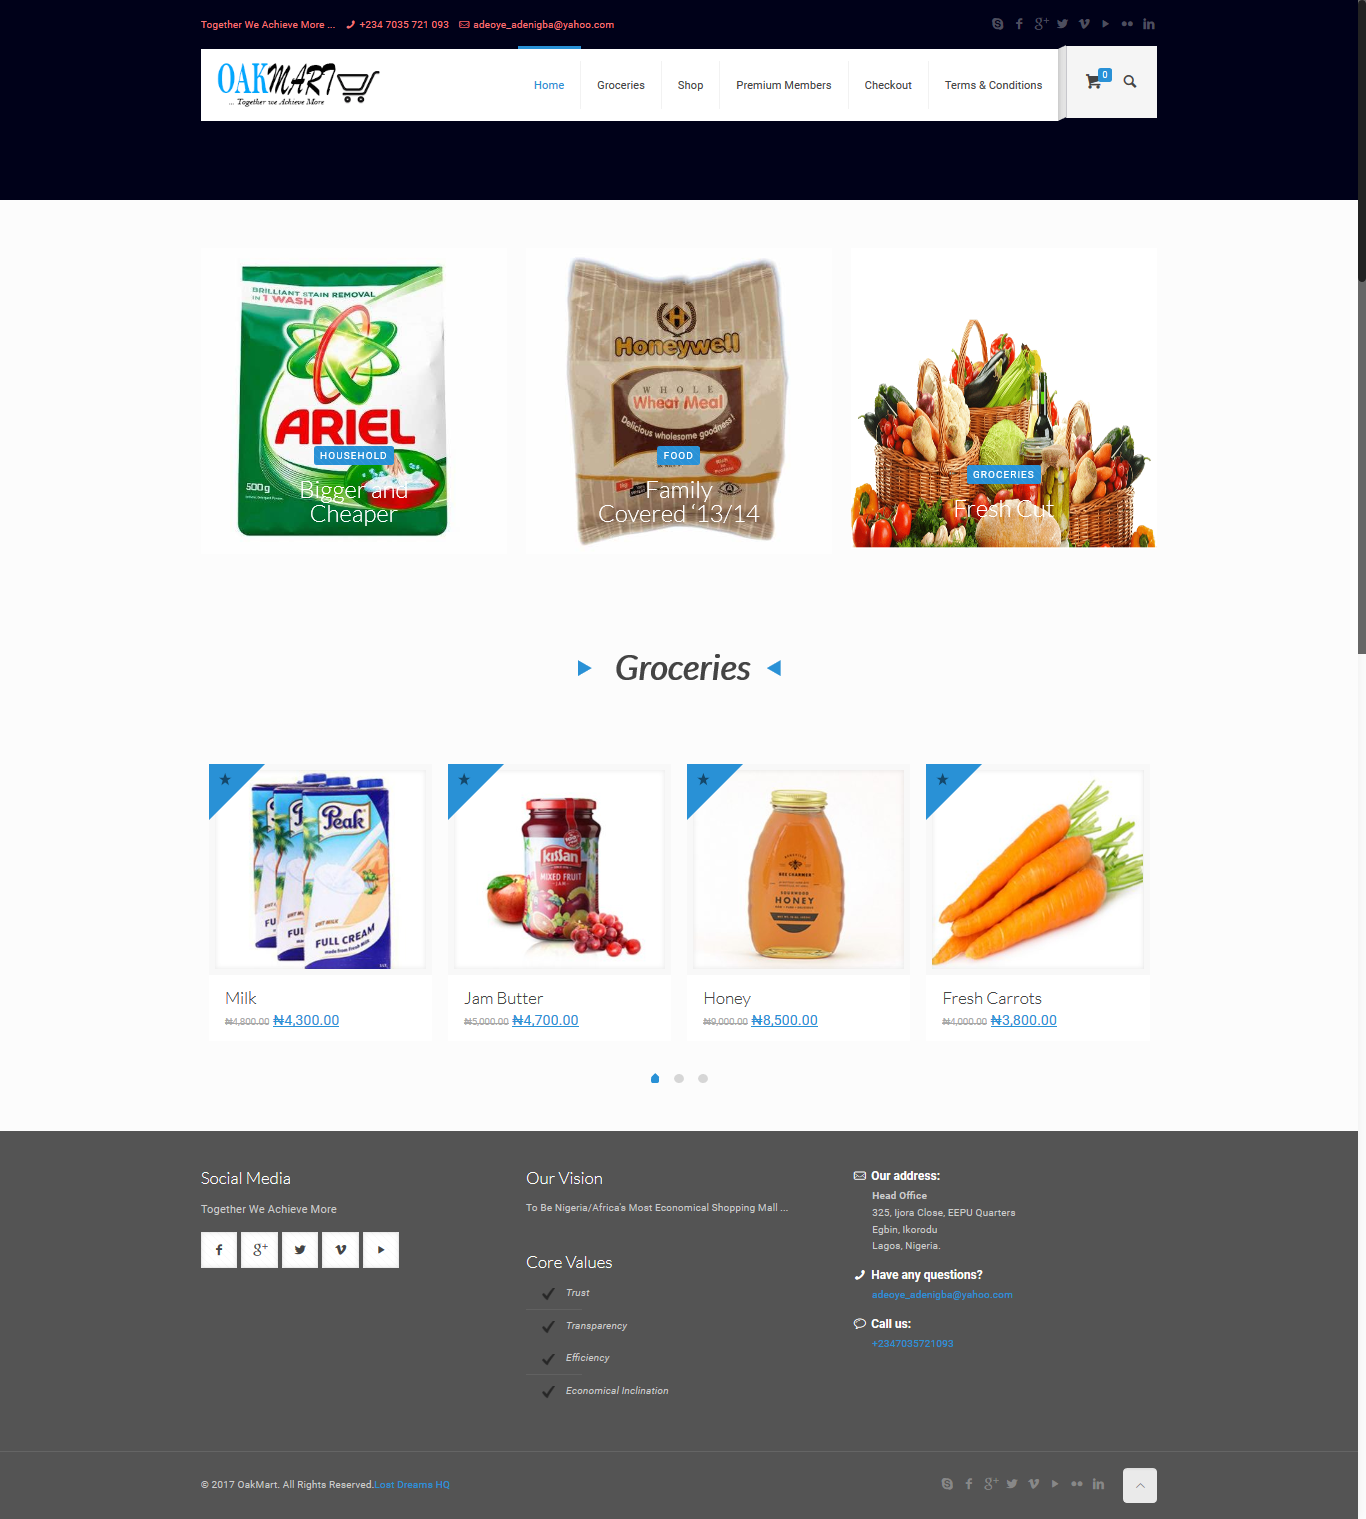 Together We Achieve More ... +234 7035 721 093 adeoye_adenigba@yahoo.com
OAKMART
... Together we Achieve More
Home Groceries Shop Premium Members Checkout Terms & Conditions
0
BRILLIANT STAIN REMOVAL
IN 1 WASH
ARIEL
HOUSEHOLD
500g
Bigger and
Cheaper
H
Honeywell
WHOLE
Wheat Meal
Delicious wholesome goodness!
FOOD
Family
Covered ‘13/14
GROCERIES
Fresh Cut
Groceries
Peak
FULL CREAM
made from Fresh Milk
Kissan
MIXED FRUIT
JAM
BEE CHARMER
HONEY
Milk
₦4,800.00 ₦4,300.00
Jam Butter
₦5,000.00 ₦4,700.00
Honey
₦9,000.00 ₦8,500.00
Fresh Carrots
₦4,000.00 ₦3,800.00
Social Media
Together We Achieve More
Our Vision
To Be Nigeria/Africa's Most Economical Shopping Mall ...
Core Values
Trust
Transparency
Efficiency
Economical Inclination
Our address:
Head Office
325, Ijora Close, EEPU Quarters
Egbin, Ikorodu
Lagos, Nigeria.
Have any questions?
adeoye_adenigba@yahoo.com
Call us:
+2347035721093
© 2017 OakMart. All Rights Reserved.Lost Dreams HQ